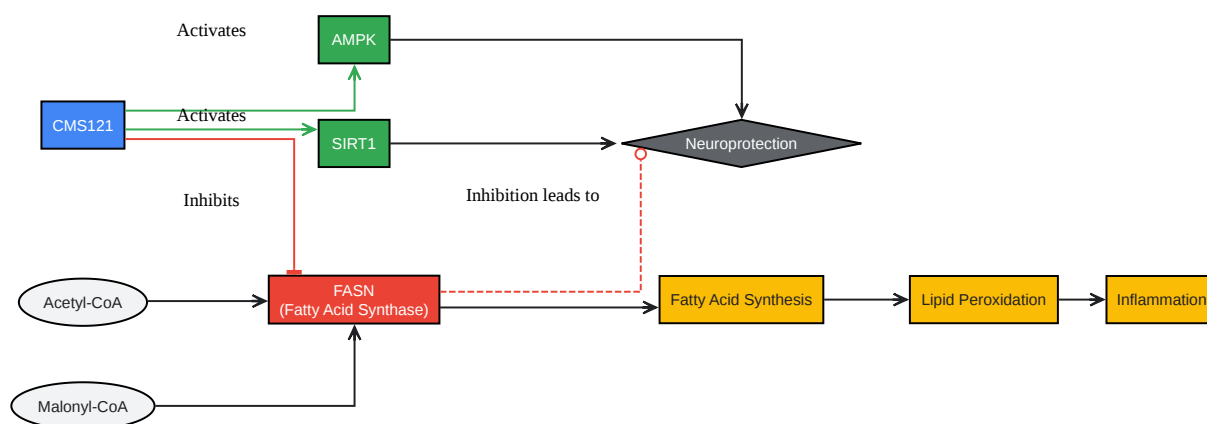 Activates
AMPK
CMS121
Activates
SIRT1
Neuroprotection
Inhibits
Inhibition leads to
Acetyl-CoA
FASN
(Fatty Acid Synthase)
Fatty Acid Synthesis
Lipid Peroxidation
Inflammation
Malonyl-CoA